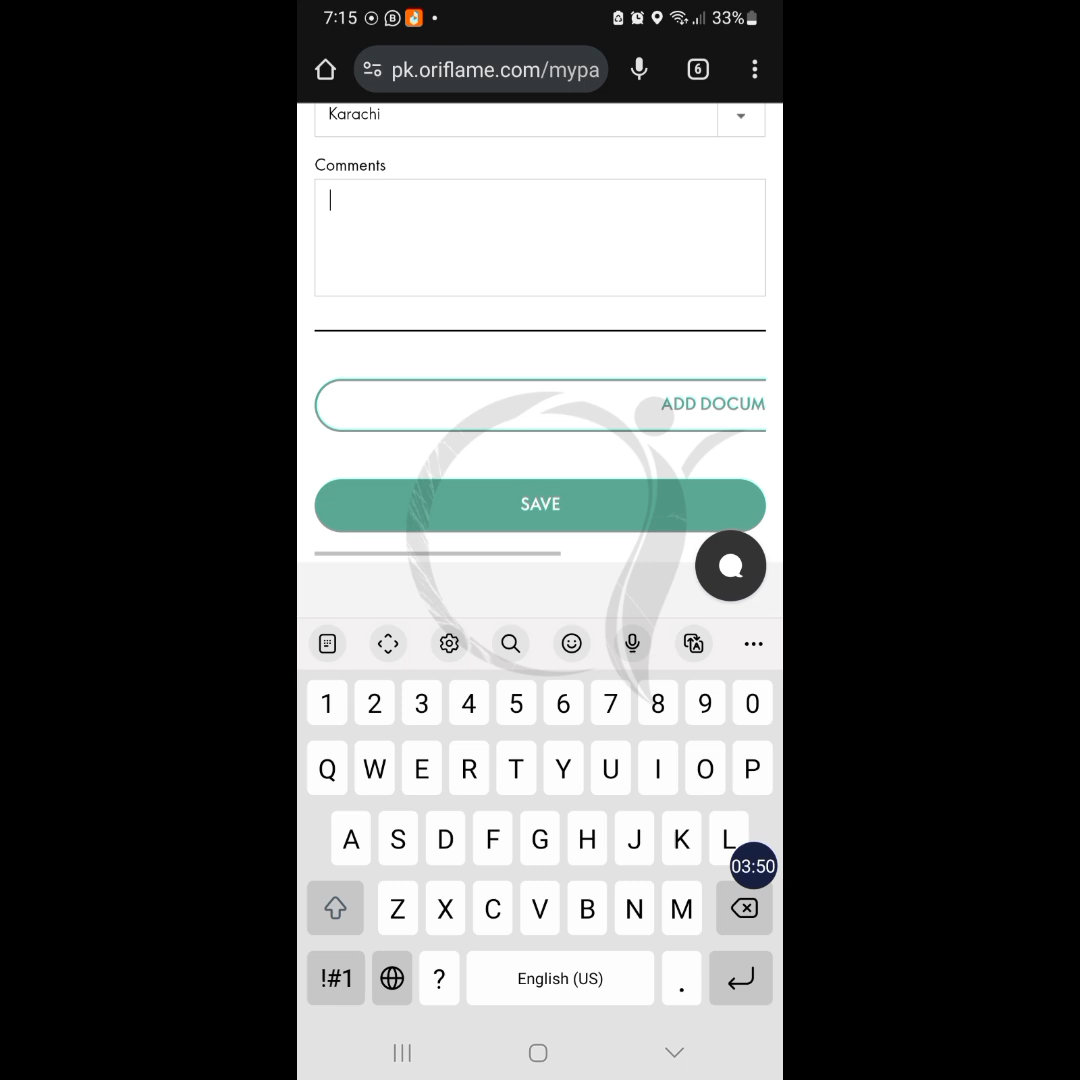 7:15
33%
pk.oriflame.com/mypa
6
Karachi
Comments
ADD DOCUM
SAVE
1 2 3 4 5 6 7 8 9 0
Q W E R T Y U I O P
A S D F G H J K L
03:50
Z X C V B N M
!#1 ? English (US) .